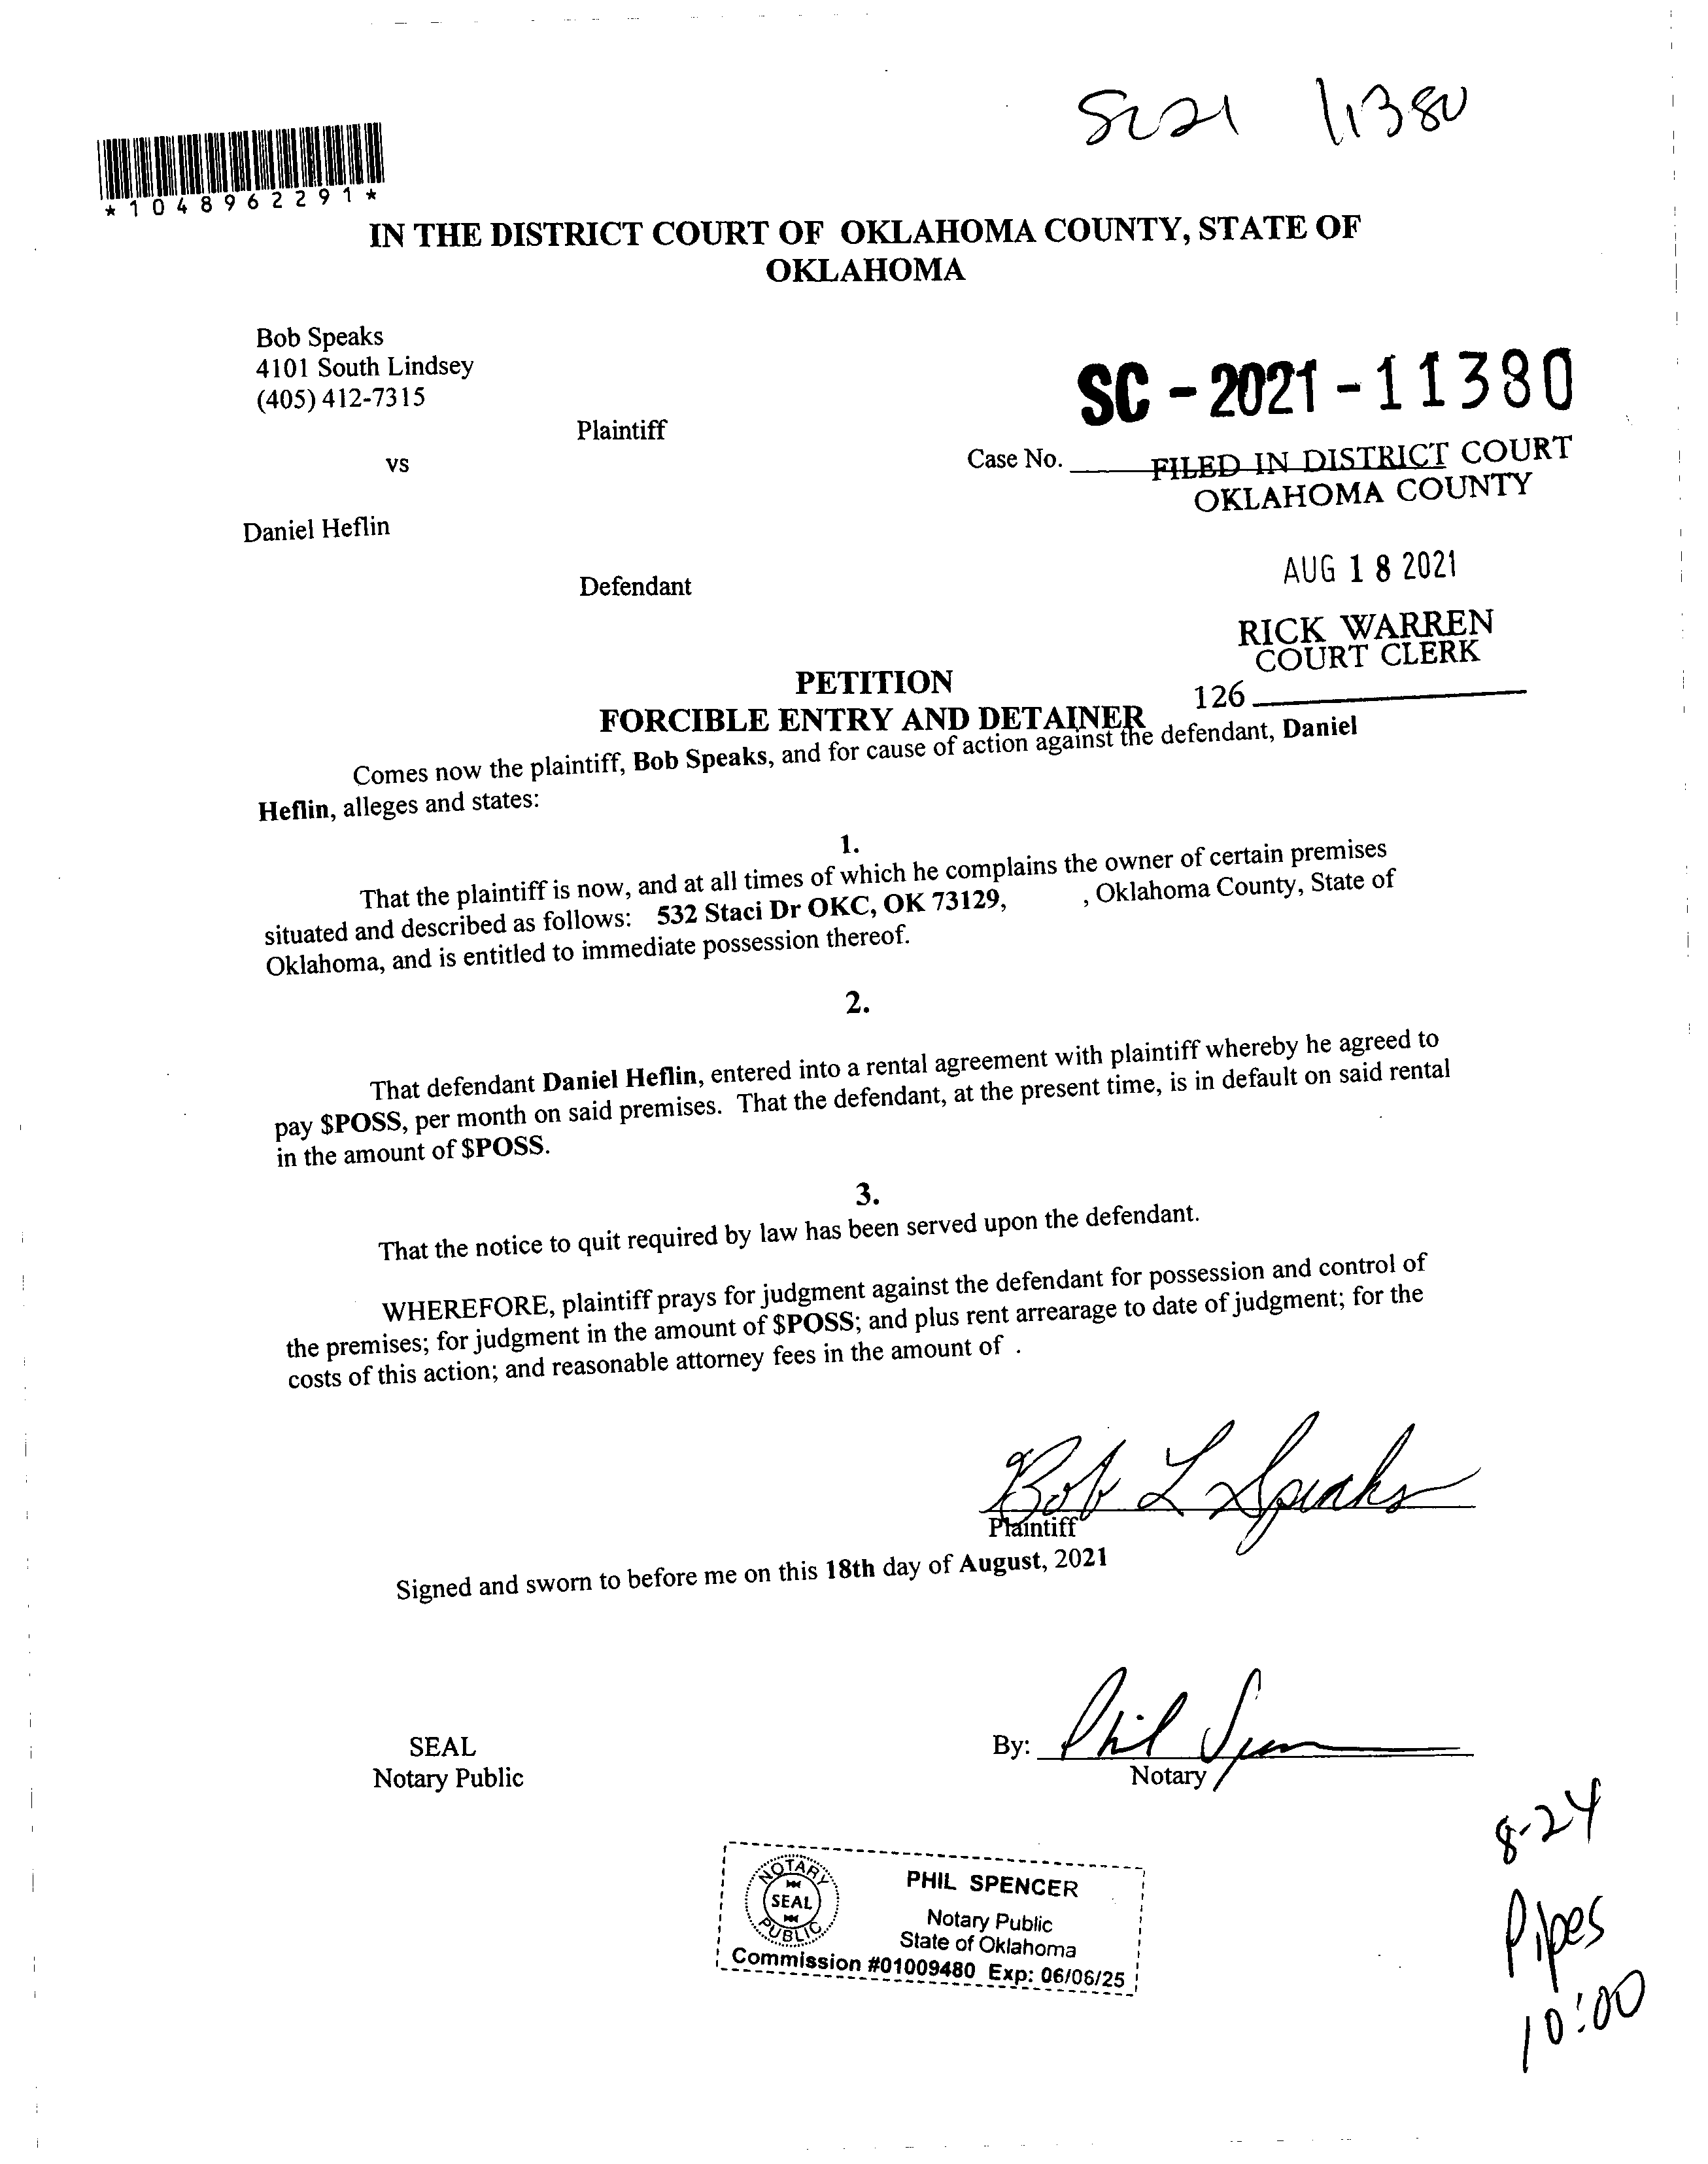 SC21 11380
*1048962291*
IN THE DISTRICT COURT OF OKLAHOMA COUNTY, STATE OF
OKLAHOMA
Bob Speaks
4101 South Lindsey
(405) 412-7315
Plaintiff
vs
Daniel Heflin
Defendant
SC - 2021 - 11380
Case No.
FILED IN DISTRICT COURT
OKLAHOMA COUNTY
AUG 18 2021
RICK WARREN
COURT CLERK
126
PETITION
FORCIBLE ENTRY AND DETAINER
Comes now the plaintiff, Bob Speaks, and for cause of action against the defendant, Daniel
Heflin, alleges and states:
1.
That the plaintiff is now, and at all times of which he complains the owner of certain premises
situated and described as follows: 532 Staci Dr OKC, OK 73129, , Oklahoma County, State of
Oklahoma, and is entitled to immediate possession thereof.
2.
That defendant Daniel Heflin, entered into a rental agreement with plaintiff whereby he agreed to
pay $POSS, per month on said premises. That the defendant, at the present time, is in default on said rental
in the amount of $POSS.
3.
That the notice to quit required by law has been served upon the defendant.
WHEREFORE, plaintiff prays for judgment against the defendant for possession and control of
the premises; for judgment in the amount of $POSS; and plus rent arrearage to date of judgment; for the
costs of this action; and reasonable attorney fees in the amount of .
Bob L Speaks
Plaintiff
Signed and sworn to before me on this 18th day of August, 2021
SEAL
Notary Public
By: Phil Spencer
Notary
NOTARY
SEAL
PUBLIC
PHIL SPENCER
Notary Public
State of Oklahoma
Commission #01009480 Exp: 06/06/25
8-24
Pipes
10:00